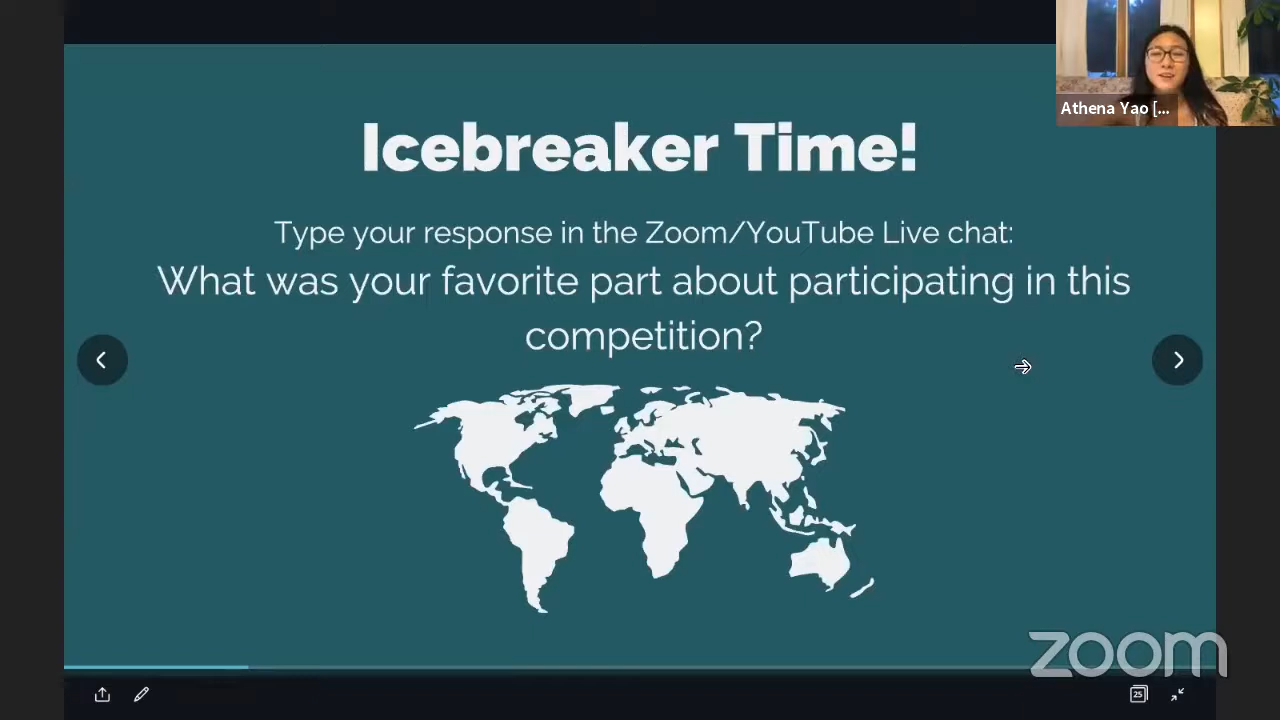 Athena Yao [...
Icebreaker Time!
Type your response in the Zoom/YouTube Live chat:
What was your favorite part about participating in this
competition?
zoom
25